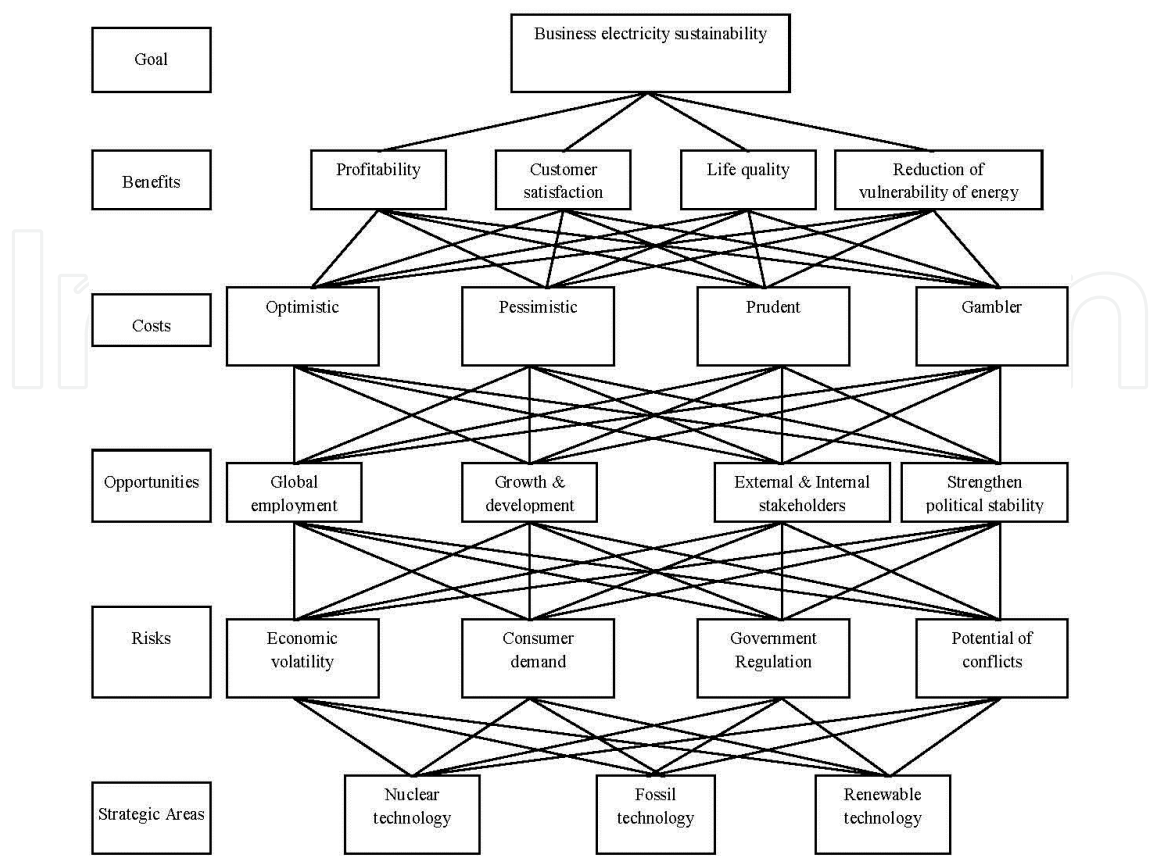 Goal
Business electricity sustainability
Benefits
Profitability
Customer
satisfaction
Life quality
Reduction of
vulnerability of energy
Costs
Optimistic
Pessimistic
Prudent
Gambler
Opportunities
Global
employment
Growth &
development
External & Internal
stakeholders
Strengthen
political stability
Risks
Economic
volatility
Consumer
demand
Government
Regulation
Potential of
conflicts
Strategic Areas
Nuclear
technology
Fossil
technology
Renewable
technology